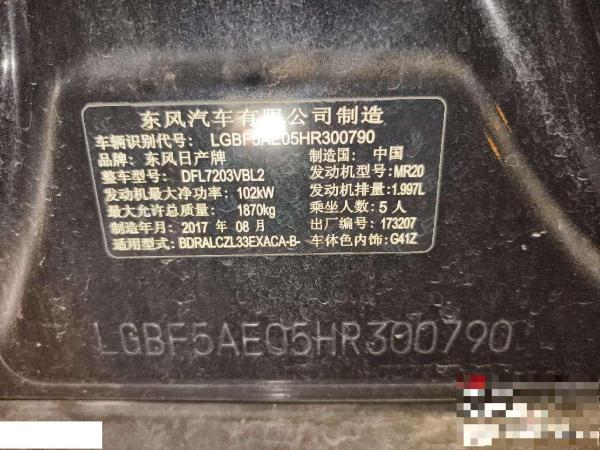 东风汽车有限公司制造
车辆识别代号: LGBF5AE05HR300790
品牌: 东风日产牌 制造国: 中国
整车型号: DFL7203VBL2 发动机型号: MR20
发动机最大净功率: 102kW 发动机排量: 1.997L
最大允许总质量: 1870kg 乘坐人数: 5 人
制造年月: 2017 年 08 月 出厂编号: 173207
适用型式: BDRALCZL33EXACA-B- 车体色内饰: G41Z
LGBF5AE05HR300790